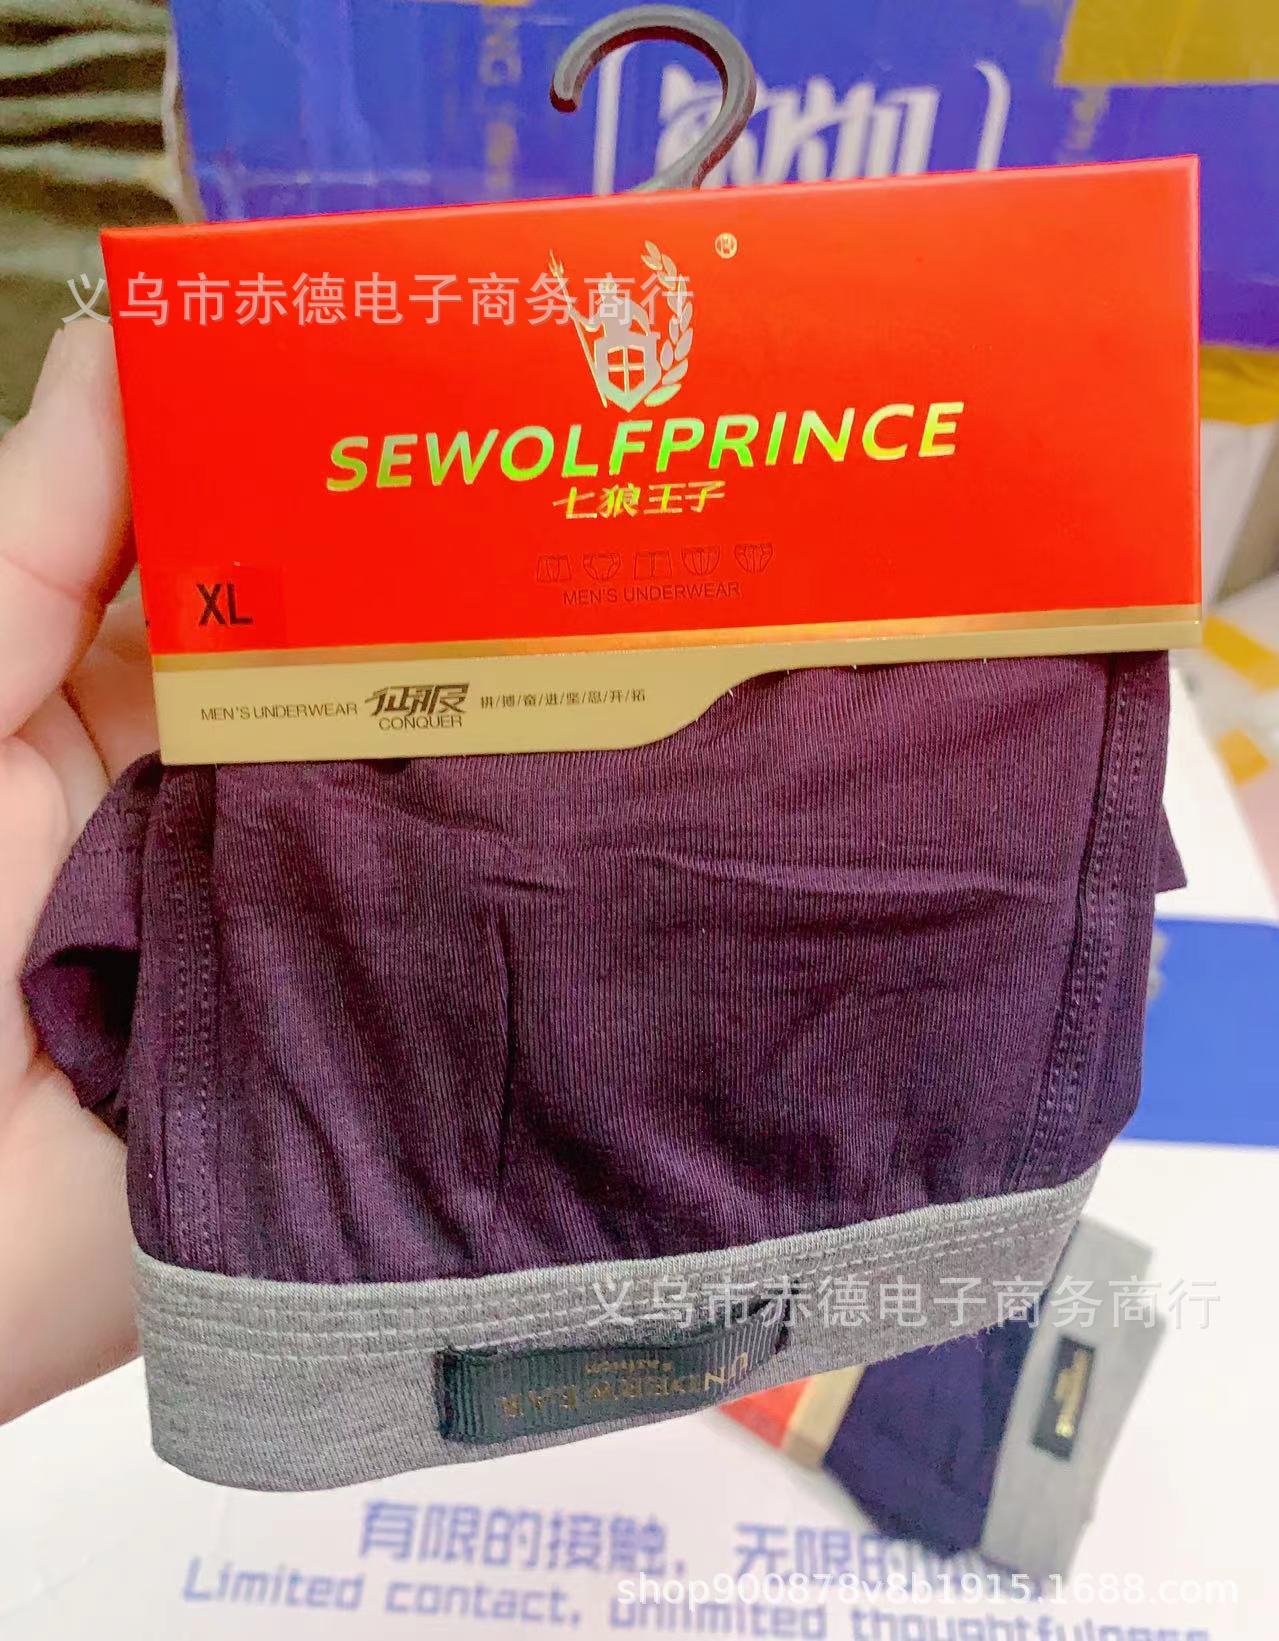 义乌市赤德电子商务商行
®
SEWOLFPRINCE
七狼王子
MEN'S UNDERWEAR
XL
MEN'S UNDERWEAR
征服
CONQUER
拼/搏/奋/进/坚/忍/开/拓
义乌市赤德电子商务商行
UNDERWEAR
FASHION
有限的接触，无限的
Limited contact, unlimited thoughtfulness
shop900878v8b1915.1688.com